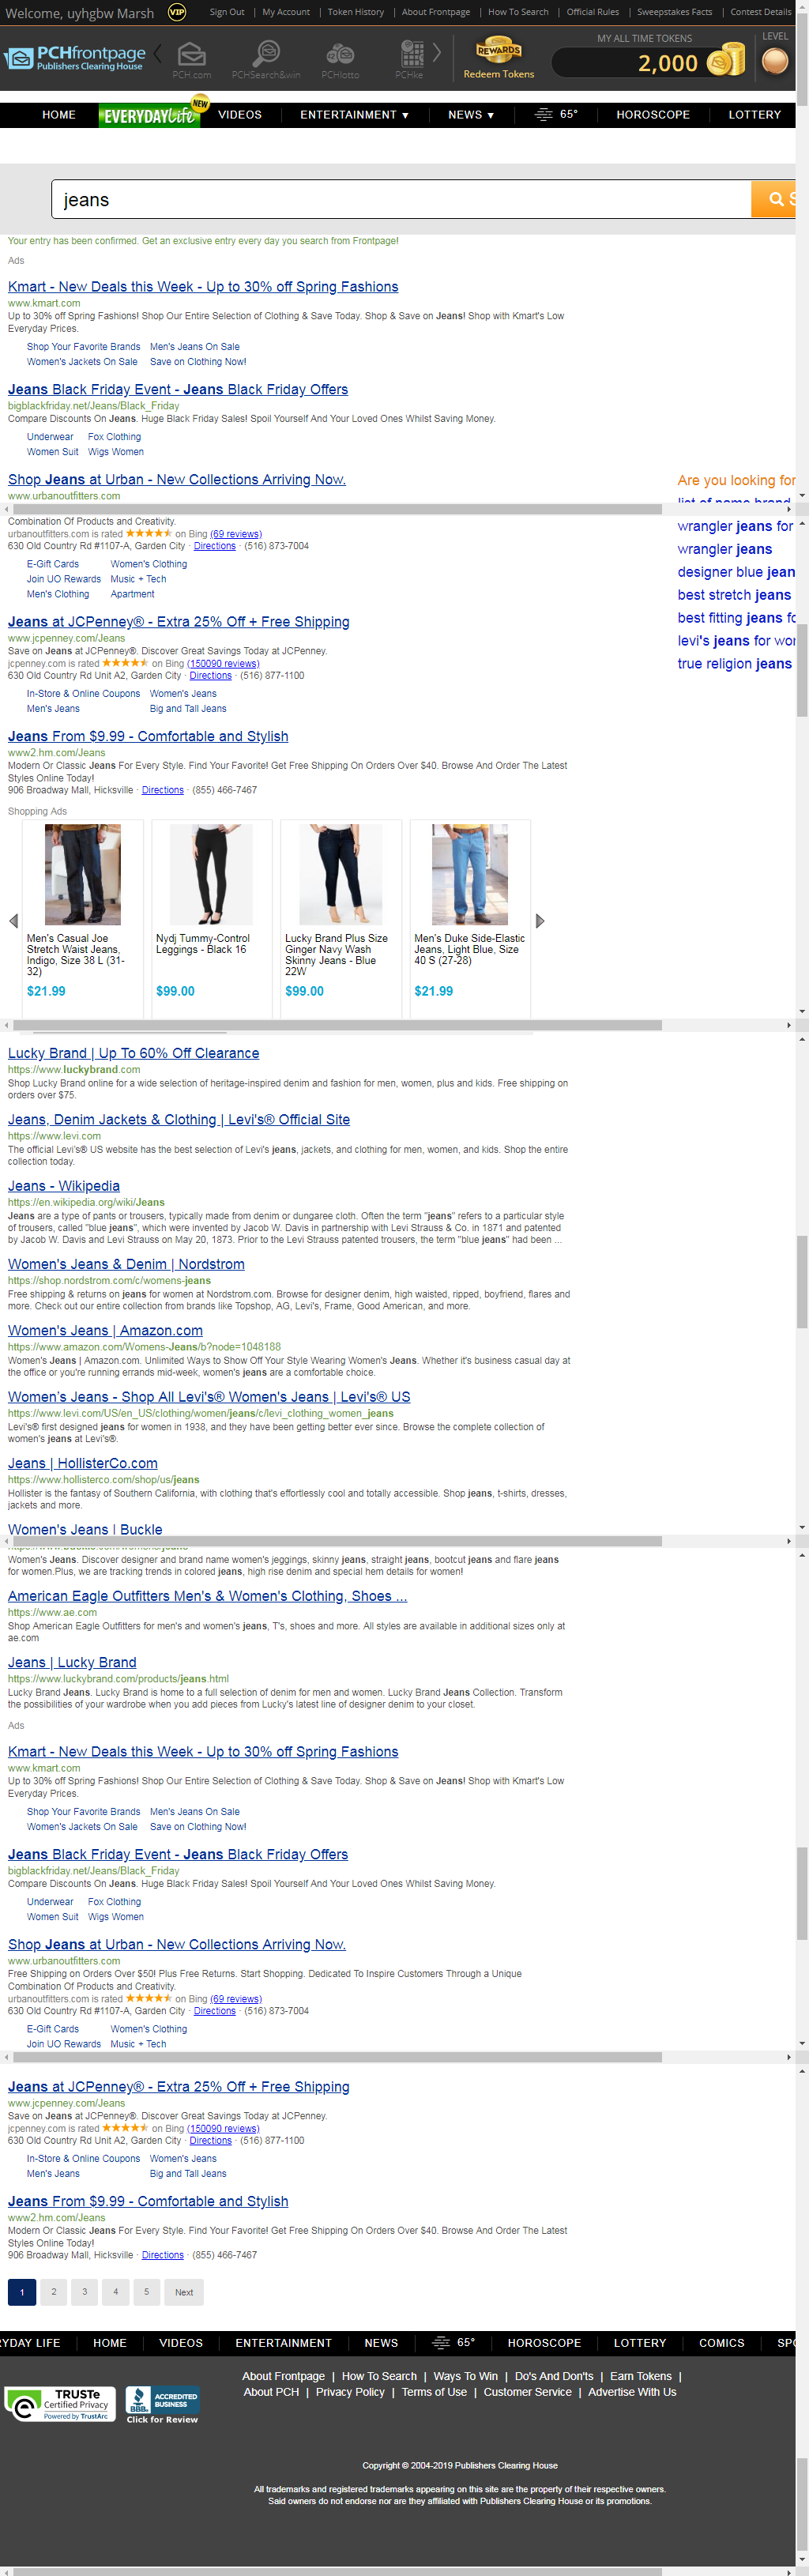 Welcome, uyhgbw Marsh VIP Sign Out | My Account | Token History | About Frontpage | How To Search | Official Rules | Sweepstakes Facts | Contest Details
PCHfrontpage
Publishers Clearing House
PCH.com PCHSearch&win PCHlotto PCHke
REWARDS
Redeem Tokens
MY ALL TIME TOKENS
2,000
LEVEL
HOME EVERYDAY Life NEW VIDEOS ENTERTAINMENT ▼ NEWS ▼ 65° HOROSCOPE LOTTERY
jeans
Your entry has been confirmed. Get an exclusive entry every day you search from Frontpage!
Ads
Kmart - New Deals this Week - Up to 30% off Spring Fashions
www.kmart.com
Up to 30% off Spring Fashions! Shop Our Entire Selection of Clothing & Save Today. Shop & Save on Jeans! Shop with Kmart's Low
Everyday Prices.
Shop Your Favorite Brands Men's Jeans On Sale
Women's Jackets On Sale Save on Clothing Now!
Jeans Black Friday Event - Jeans Black Friday Offers
bigblackfriday.net/Jeans/Black_Friday
Compare Discounts On Jeans. Huge Black Friday Sales! Spoil Yourself And Your Loved Ones Whilst Saving Money.
Underwear Fox Clothing
Women Suit Wigs Women
Shop Jeans at Urban - New Collections Arriving Now.
www.urbanoutfitters.com
Are you looking for
list of name brand
Combination Of Products and Creativity.
urbanoutfitters.com is rated ★★★★★ on Bing (69 reviews)
630 Old Country Rd #1107-A, Garden City · Directions · (516) 873-7004
E-Gift Cards Women's Clothing
Join UO Rewards Music + Tech
Men's Clothing Apartment
wrangler jeans for
wrangler jeans
designer blue jean
best stretch jeans
best fitting jeans fo
levi's jeans for wor
true religion jeans
Jeans at JCPenney® - Extra 25% Off + Free Shipping
www.jcpenney.com/Jeans
Save on Jeans at JCPenney®. Discover Great Savings Today at JCPenney.
jcpenney.com is rated ★★★★★ on Bing (150090 reviews)
630 Old Country Rd Unit A2, Garden City · Directions · (516) 877-1100
In-Store & Online Coupons Women's Jeans
Men's Jeans Big and Tall Jeans
Jeans From $9.99 - Comfortable and Stylish
www2.hm.com/Jeans
Modern Or Classic Jeans For Every Style. Find Your Favorite! Get Free Shipping On Orders Over $40. Browse And Order The Latest
Styles Online Today!
906 Broadway Mall, Hicksville · Directions · (855) 466-7467
Shopping Ads
Men's Casual Joe
Stretch Waist Jeans,
Indigo, Size 38 L (31-
32)
$21.99
Nydj Tummy-Control
Leggings - Black 16
$99.00
Lucky Brand Plus Size
Ginger Navy Wash
Skinny Jeans - Blue
22W
$99.00
Men's Duke Side-Elastic
Jeans, Light Blue, Size
40 S (27-28)
$21.99
Lucky Brand | Up To 60% Off Clearance
https://www.luckybrand.com
Shop Lucky Brand online for a wide selection of heritage-inspired denim and fashion for men, women, plus and kids. Free shipping on
orders over $75.
Jeans, Denim Jackets & Clothing | Levi's® Official Site
https://www.levi.com
The official Levi's® US website has the best selection of Levi's jeans, jackets, and clothing for men, women, and kids. Shop the entire
collection today.
Jeans - Wikipedia
https://en.wikipedia.org/wiki/Jeans
Jeans are a type of pants or trousers, typically made from denim or dungaree cloth. Often the term "jeans" refers to a particular style
of trousers, called "blue jeans", which were invented by Jacob W. Davis in partnership with Levi Strauss & Co. in 1871 and patented
by Jacob W. Davis and Levi Strauss on May 20, 1873. Prior to the Levi Strauss patented trousers, the term "blue jeans" had been ...
Women's Jeans & Denim | Nordstrom
https://shop.nordstrom.com/c/womens-jeans
Free shipping & returns on jeans for women at Nordstrom.com. Browse for designer denim, high waisted, ripped, boyfriend, flares and
more. Check out our entire collection from brands like Topshop, AG, Levi's, Frame, Good American, and more.
Women's Jeans | Amazon.com
https://www.amazon.com/Womens-Jeans/b?node=1048188
Women's Jeans | Amazon.com. Unlimited Ways to Show Off Your Style Wearing Women's Jeans. Whether it's business casual day at
the office or you're running errands mid-week, women's jeans are a comfortable choice.
Women's Jeans - Shop All Levi's® Women's Jeans | Levi's® US
https://www.levi.com/US/en_US/clothing/women/jeans/c/levi_clothing_women_jeans
Levi's® first designed jeans for women in 1938, and they have been getting better ever since. Browse the complete collection of
women's jeans at Levi's®.
Jeans | HollisterCo.com
https://www.hollisterco.com/shop/us/jeans
Hollister is the fantasy of Southern California, with clothing that's effortlessly cool and totally accessible. Shop jeans, t-shirts, dresses,
jackets and more.
Women's Jeans | Buckle
Women's Jeans. Discover designer and brand name women's jeggings, skinny jeans, straight jeans, bootcut jeans and flare jeans
for women.Plus, we are tracking trends in colored jeans, high rise denim and special hem details for women!
American Eagle Outfitters Men's & Women's Clothing, Shoes ...
https://www.ae.com
Shop American Eagle Outfitters for men's and women's jeans, T's, shoes and more. All styles are available in additional sizes only at
ae.com
Jeans | Lucky Brand
https://www.luckybrand.com/products/jeans.html
Lucky Brand Jeans. Lucky Brand is home to a full selection of denim for men and women. Lucky Brand Jeans Collection. Transform
the possibilities of your wardrobe when you add pieces from Lucky's latest line of designer denim to your closet.
Ads
Kmart - New Deals this Week - Up to 30% off Spring Fashions
www.kmart.com
Up to 30% off Spring Fashions! Shop Our Entire Selection of Clothing & Save Today. Shop & Save on Jeans! Shop with Kmart's Low
Everyday Prices.
Shop Your Favorite Brands Men's Jeans On Sale
Women's Jackets On Sale Save on Clothing Now!
Jeans Black Friday Event - Jeans Black Friday Offers
bigblackfriday.net/Jeans/Black_Friday
Compare Discounts On Jeans. Huge Black Friday Sales! Spoil Yourself And Your Loved Ones Whilst Saving Money.
Underwear Fox Clothing
Women Suit Wigs Women
Shop Jeans at Urban - New Collections Arriving Now.
www.urbanoutfitters.com
Free Shipping on Orders Over $50! Plus Free Returns. Start Shopping. Dedicated To Inspire Customers Through a Unique
Combination Of Products and Creativity.
urbanoutfitters.com is rated ★★★★★ on Bing (69 reviews)
630 Old Country Rd #1107-A, Garden City · Directions · (516) 873-7004
E-Gift Cards Women's Clothing
Join UO Rewards Music + Tech
Jeans at JCPenney® - Extra 25% Off + Free Shipping
www.jcpenney.com/Jeans
Save on Jeans at JCPenney®. Discover Great Savings Today at JCPenney.
jcpenney.com is rated ★★★★★ on Bing (150090 reviews)
630 Old Country Rd Unit A2, Garden City · Directions · (516) 877-1100
In-Store & Online Coupons Women's Jeans
Men's Jeans Big and Tall Jeans
Jeans From $9.99 - Comfortable and Stylish
www2.hm.com/Jeans
Modern Or Classic Jeans For Every Style. Find Your Favorite! Get Free Shipping On Orders Over $40. Browse And Order The Latest
Styles Online Today!
906 Broadway Mall, Hicksville · Directions · (855) 466-7467
1 2 3 4 5 Next
RYDAY LIFE HOME VIDEOS ENTERTAINMENT NEWS 65° HOROSCOPE LOTTERY COMICS SPO
About Frontpage | How To Search | Ways To Win | Do's And Don'ts | Earn Tokens |
About PCH | Privacy Policy | Terms of Use | Customer Service | Advertise With Us
TRUSTe
Certified Privacy
Powered by TrustArc
BBB
ACCREDITED
BUSINESS
Click for Review
Copyright © 2004-2019 Publishers Clearing House
All trademarks and registered trademarks appearing on this site are the property of their respective owners.
Said owners do not endorse nor are they affiliated with Publishers Clearing House or its promotions.